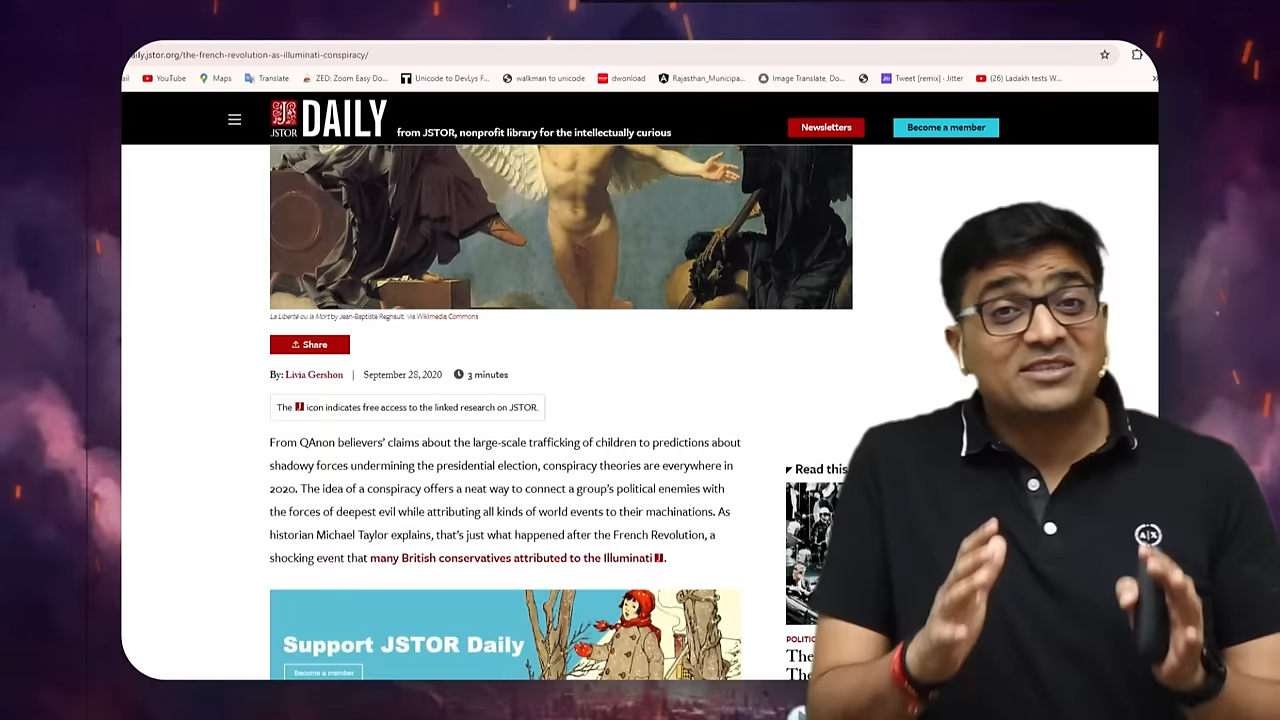 aily.jstor.org/the-french-revolution-as-illuminati-conspiracy/
ail YouTube Maps Translate ZED: Zoom Easy Do... Unicode to DevLys F... walkman to unicode dwonload Rajasthan_Municipa... Image Translate, Do... Tweet [remix] - Jitter (26) Ladakh tests W... »
JSTOR DAILY from JSTOR, nonprofit library for the intellectually curious Newsletters Become a member
La Liberté ou la Mort by Jean-Baptiste Regnault via Wikimedia Commons
Share
By: Livia Gershon | September 28, 2020 3 minutes
The J icon indicates free access to the linked research on JSTOR.
From QAnon believers’ claims about the large-scale trafficking of children to predictions about
shadowy forces undermining the presidential election, conspiracy theories are everywhere in
2020. The idea of a conspiracy offers a neat way to connect a group’s political enemies with
the forces of deepest evil while attributing all kinds of world events to their machinations. As
historian Michael Taylor explains, that’s just what happened after the French Revolution, a
shocking event that many British conservatives attributed to the Illuminati J.
Read this
Support JSTOR Daily
Become a member
POLITIC
The
Th
A|X